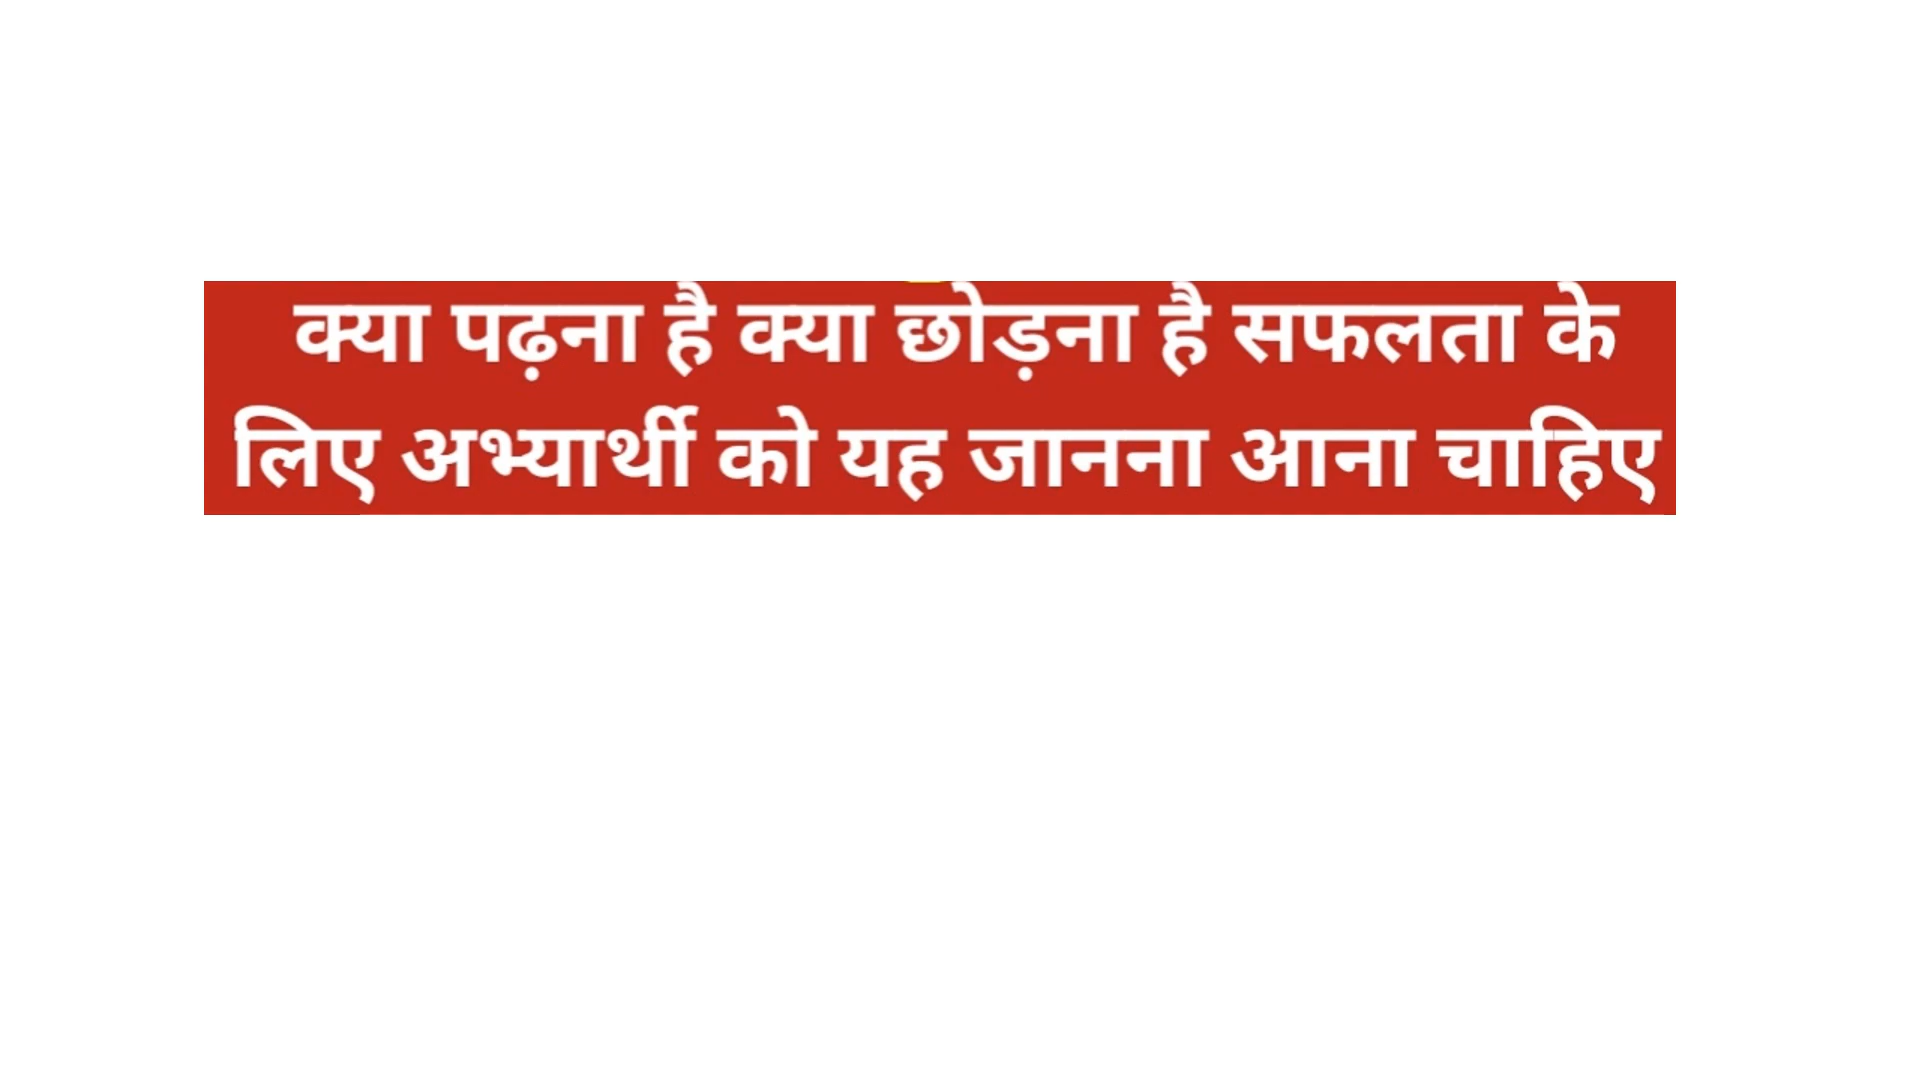 क्या पढ़ना है क्या छोड़ना है सफलता के
लिए अभ्यार्थी को यह जानना आना चाहिए